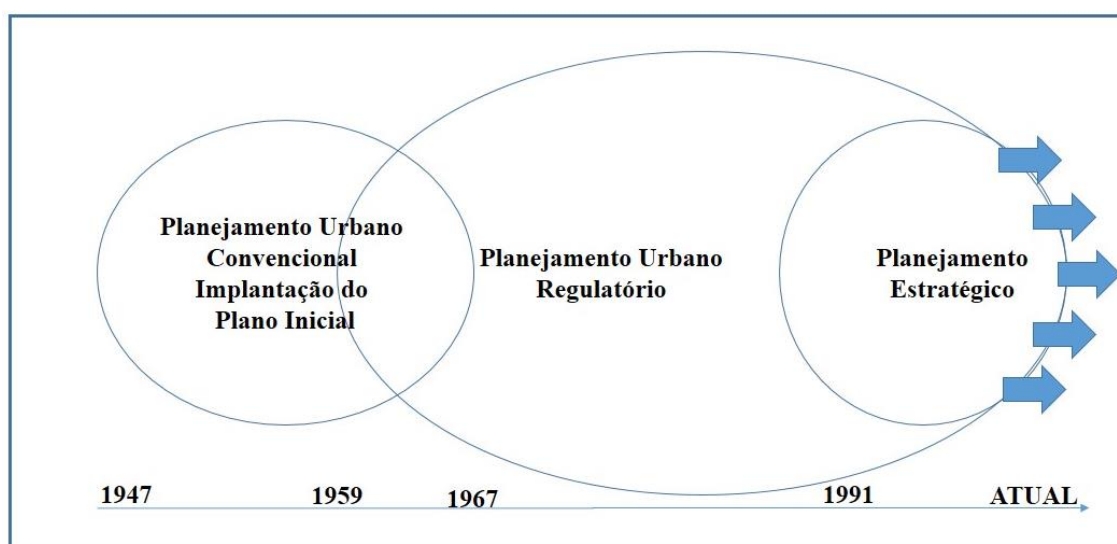 Planejamento Urbano
Convencional
Implantação do
Plano Inicial
Planejamento Urbano
Regulatório
Planejamento
Estratégico
1947
1959
1967
1991
ATUAL